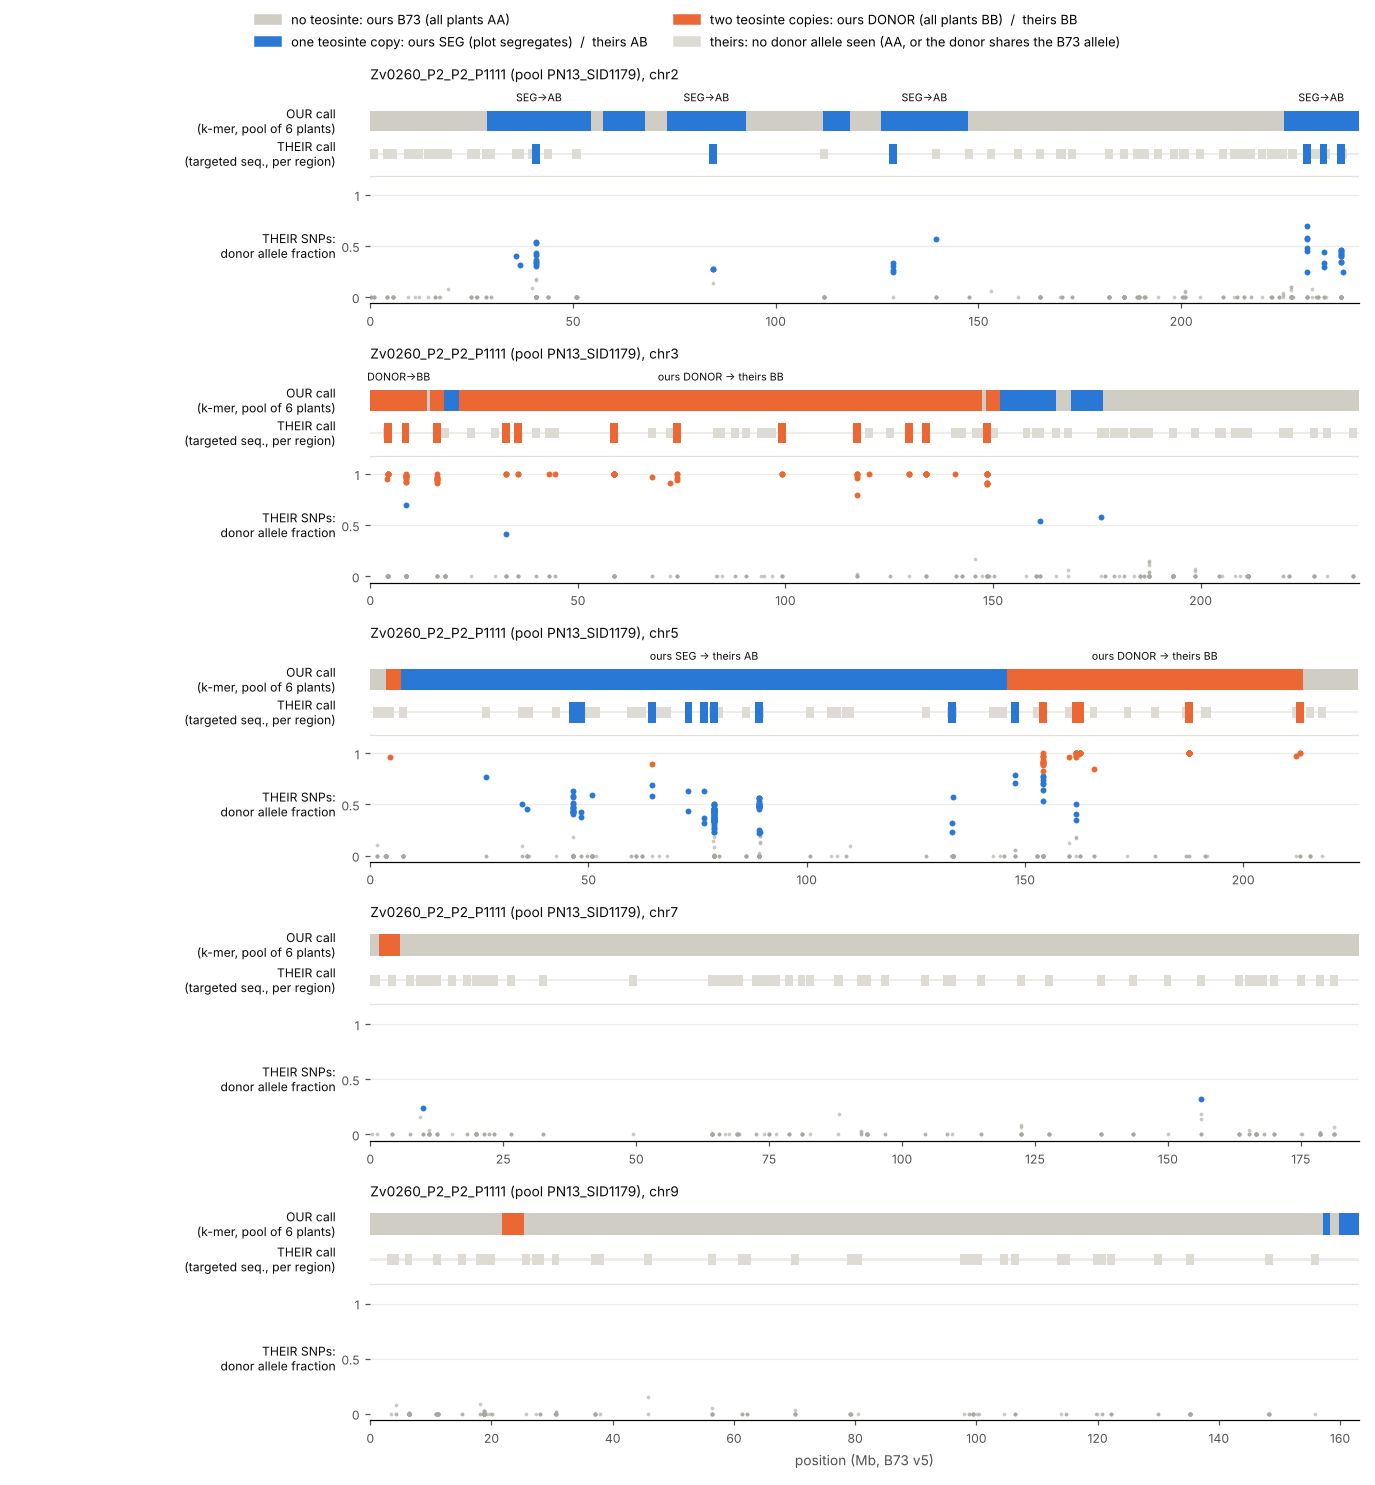 no teosinte: ours B73 (all plants AA)
two teosinte copies: ours DONOR (all plants BB)  /  theirs BB
one teosinte copy: ours SEG (plot segregates)  /  theirs AB
theirs: no donor allele seen (AA, or the donor shares the B73 allele)
Zv0260_P2_P2_P1111 (pool PN13_SID1179), chr2
SEG→AB SEG→AB SEG→AB SEG→AB
OUR call
(k-mer, pool of 6 plants)
THEIR call
(targeted seq., per region)
1
THEIR SNPs:
donor allele fraction
0.5
0
0 50 100 150 200
Zv0260_P2_P2_P1111 (pool PN13_SID1179), chr3
DONOR→BB ours DONOR → theirs BB
OUR call
(k-mer, pool of 6 plants)
THEIR call
(targeted seq., per region)
1
THEIR SNPs:
donor allele fraction
0.5
0
0 50 100 150 200
Zv0260_P2_P2_P1111 (pool PN13_SID1179), chr5
ours SEG → theirs AB ours DONOR → theirs BB
OUR call
(k-mer, pool of 6 plants)
THEIR call
(targeted seq., per region)
1
THEIR SNPs:
donor allele fraction
0.5
0
0 50 100 150 200
Zv0260_P2_P2_P1111 (pool PN13_SID1179), chr7
OUR call
(k-mer, pool of 6 plants)
THEIR call
(targeted seq., per region)
1
THEIR SNPs:
donor allele fraction
0.5
0
0 25 50 75 100 125 150 175
Zv0260_P2_P2_P1111 (pool PN13_SID1179), chr9
OUR call
(k-mer, pool of 6 plants)
THEIR call
(targeted seq., per region)
1
THEIR SNPs:
donor allele fraction
0.5
0
0 20 40 60 80 100 120 140 160
position (Mb, B73 v5)